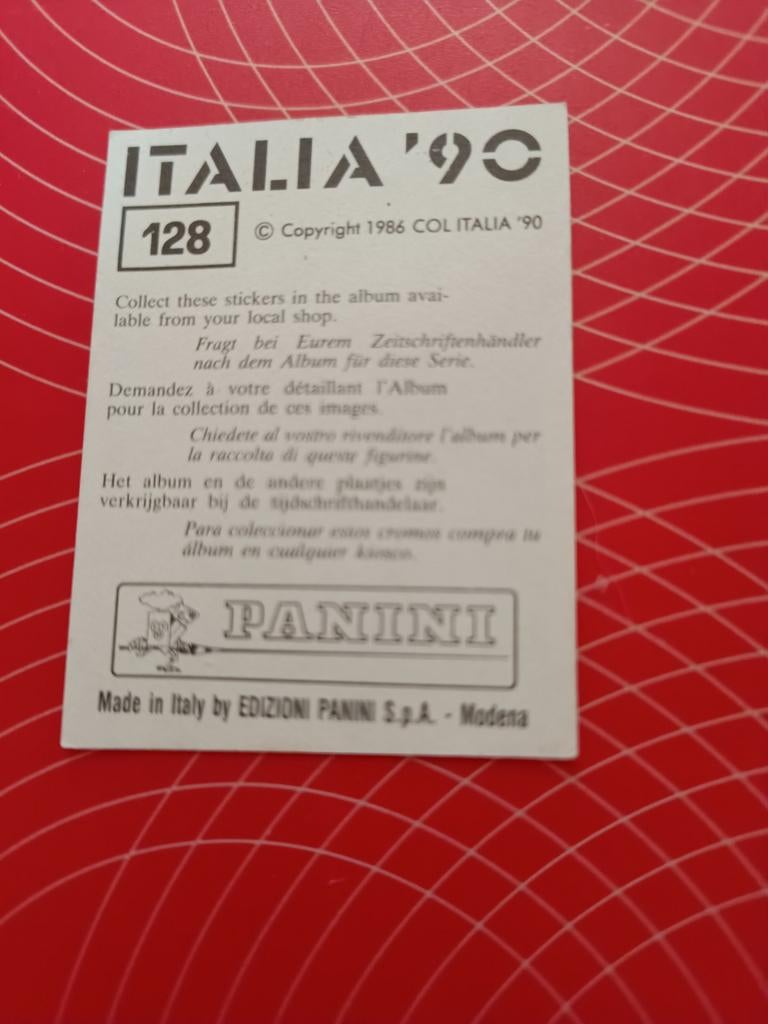 ITALIA '90
128
© Copyright 1986 COL ITALIA '90
Collect these stickers in the album avai-
lable from your local shop.
Fragt bei Eurem Zeitschriftenhändler
nach dem Album für diese Serie.
Demandez à votre détaillant l'Album
pour la collection de ces images.
Chiedete al vostro rivenditore l'album per
la raccolta di queste figurine.
Het album en de andere plaatjes zijn
verkrijgbaar bij de tijdschrifthandelaar.
Para coleccionar estos cromos compra tu
álbum en cualquier kiosco.
PANINI
Made in Italy by EDIZIONI PANINI S.p.A. - Modena